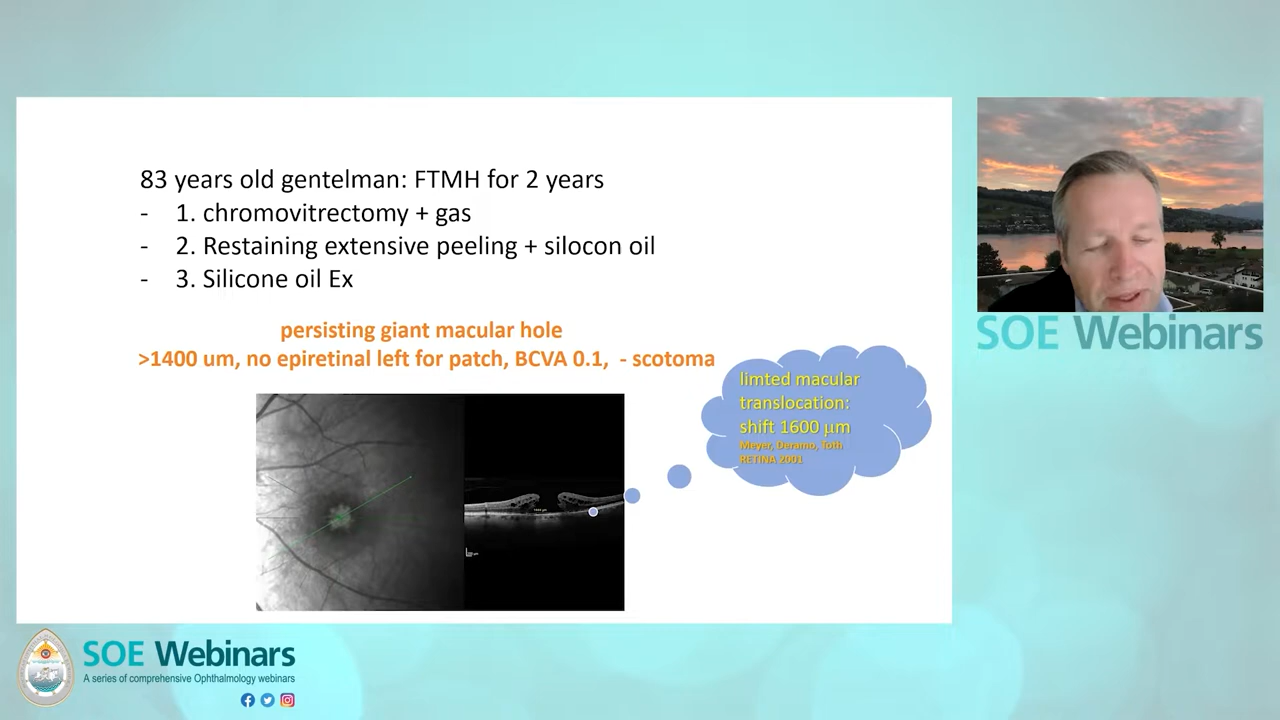 83 years old gentelman: FTMH for 2 years
- 1. chromovitrectomy + gas
- 2. Restaining extensive peeling + silocon oil
- 3. Silicone oil Ex
persisting giant macular hole
>1400 um, no epiretinal left for patch, BCVA 0.1, - scotoma
limted macular
translocation:
shift 1600 µm
Meyer, Deramo, Toth
RETINA 2001
SOE Webinars
SOE Webinars
A series of comprehensive Ophthalmology webinars